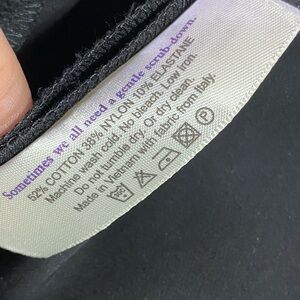 Sometimes we all need a gentle scrub-down.
52% COTTON 38% NYLON 10% ELASTANE
Machine wash cold. No bleach. Low iron.
Do not tumble dry. Or dry clean.
Made in Vietnam with fabric from Italy.